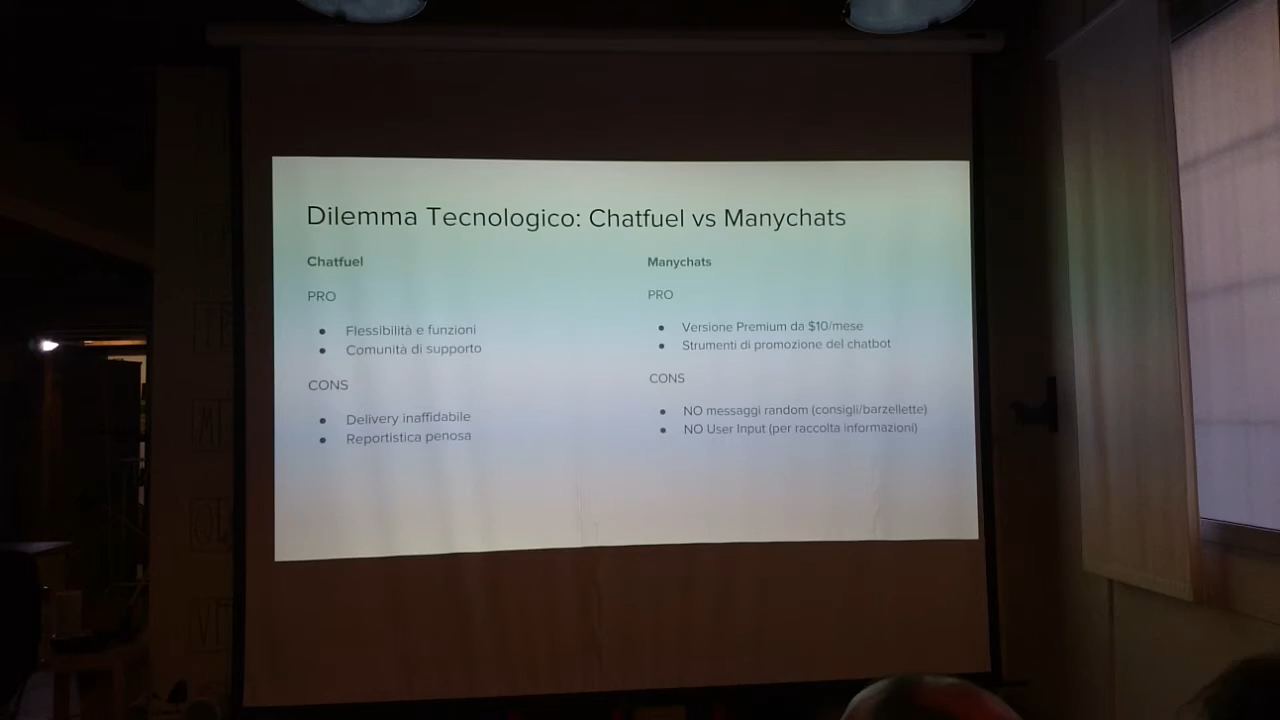 Dilemma Tecnologico: Chatfuel vs Manychats
Chatfuel
PRO
● Flessibilità e funzioni
● Comunità di supporto
CONS
● Delivery inaffidabile
● Reportistica penosa
Manychats
PRO
● Versione Premium da $10/mese
● Strumenti di promozione del chatbot
CONS
● NO messaggi random (consigli/barzellette)
● NO User Input (per raccolta informazioni)